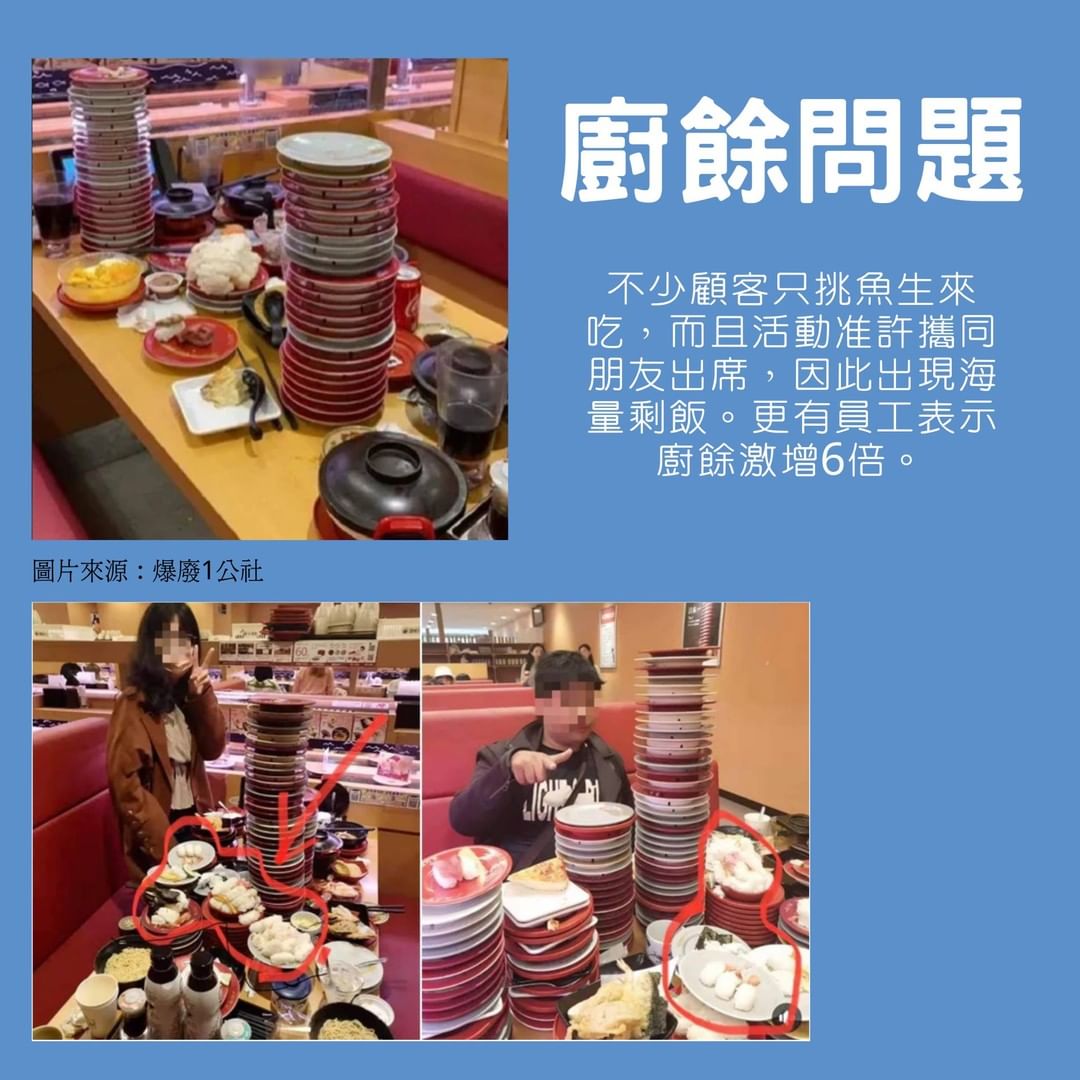 廚餘問題
不少顧客只挑魚生來
吃，而且活動准許攜同
朋友出席，因此出現海
量剩飯。更有員工表示
廚餘激增6倍。
圖片來源：爆廢1公社
60